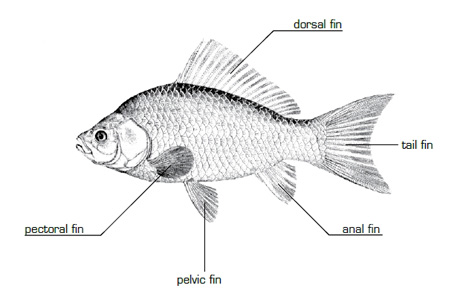 dorsal fin
tail fin
pectoral fin
anal fin
pelvic fin